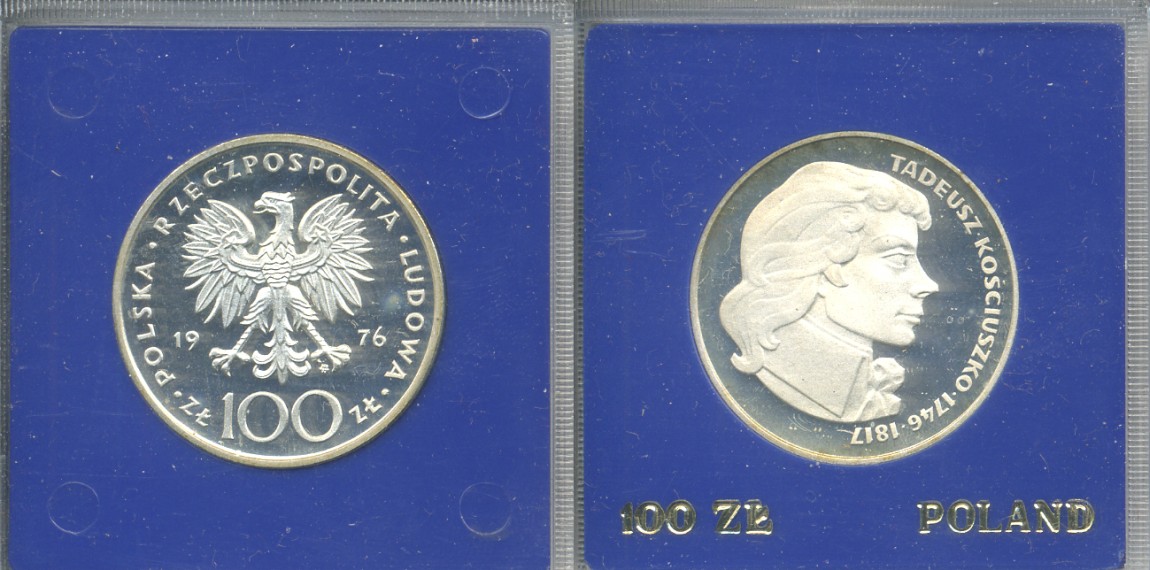 POLSKA · RZECZPOSPOLITA · LUDOWA
19 76
ZŁ · 100 · ZŁ
TADEUSZ KOŚCIUSZKO · 1746 · 1817
100 ZŁ POLAND